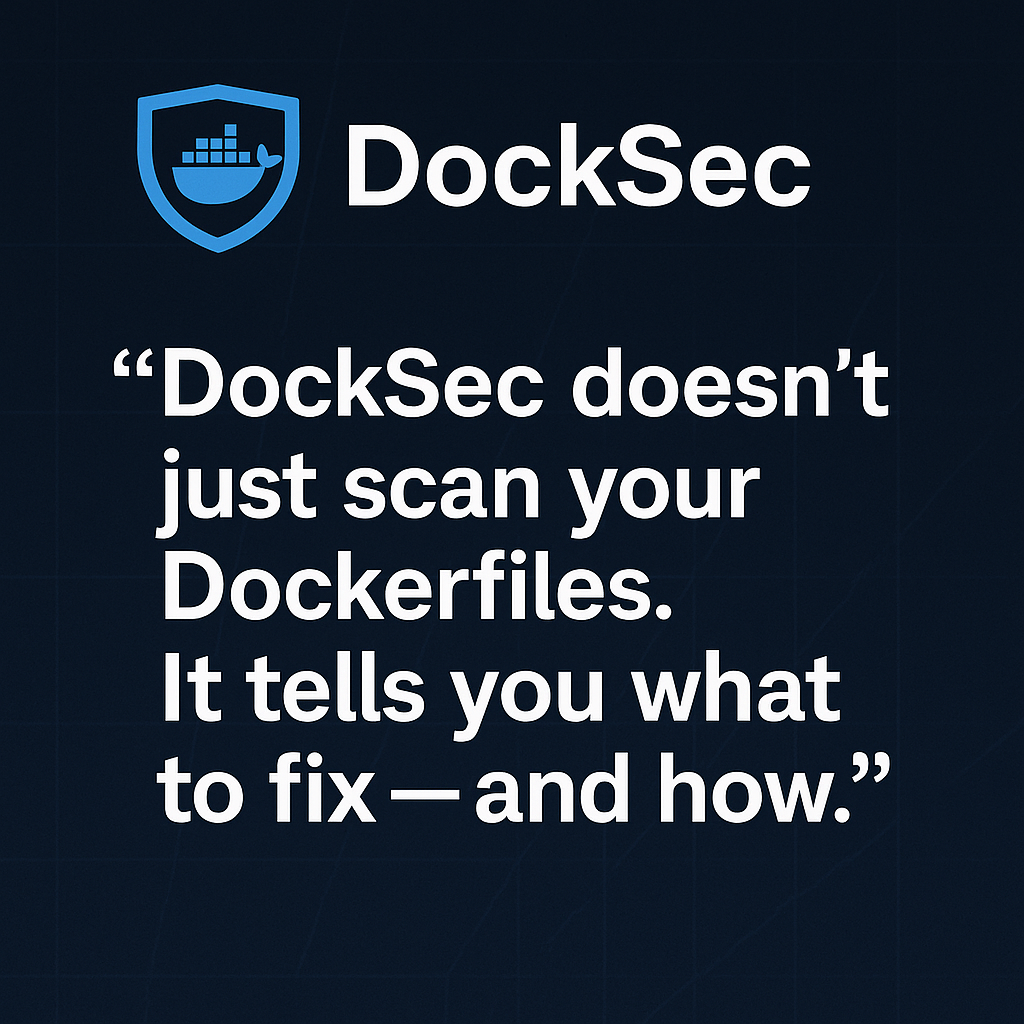 DockSec
“DockSec doesn’t
just scan your
Dockerfiles.
It tells you what
to fix—and how.”